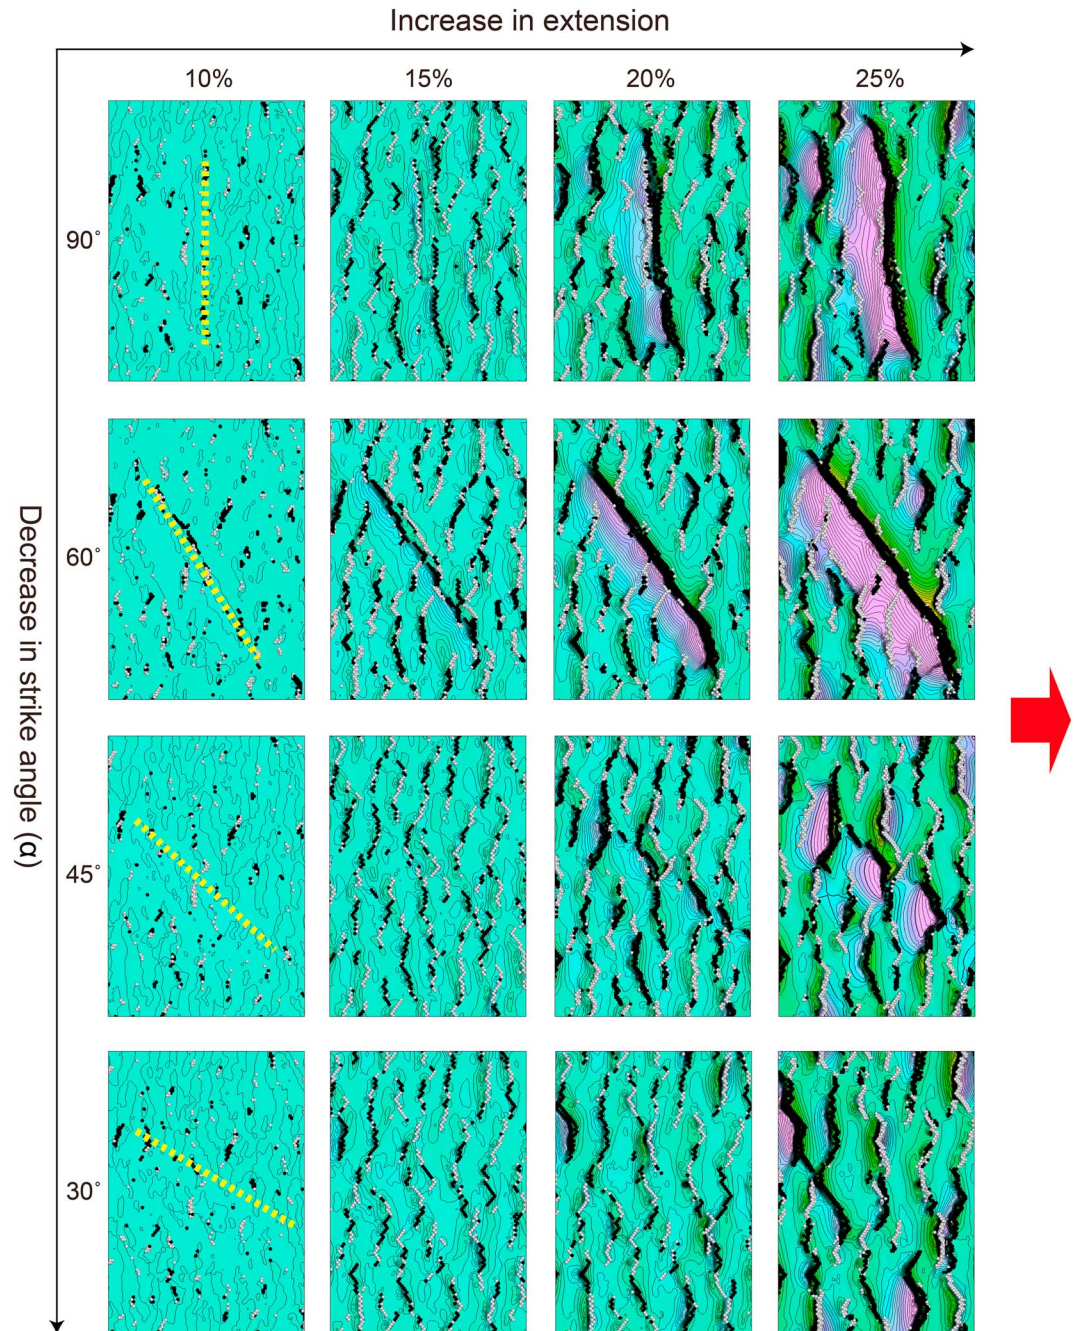 Increase in extension
10% 15% 20% 25%
90°
60°
45°
30°
Decrease in strike angle (α)